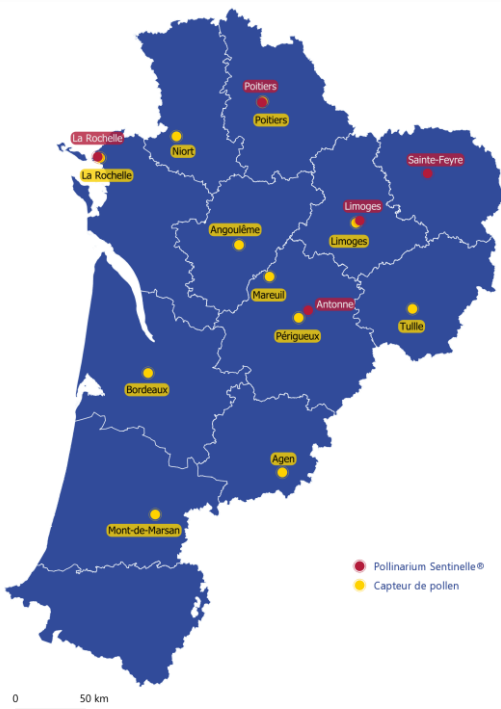 Poitiers
Poitiers
La Rochelle
Niort
La Rochelle
Sainte-Feyre
Limoges
Angoulême
Limoges
Mareuil
Antonne
Périgueux
Tullle
Bordeaux
Agen
Mont-de-Marsan
Pollinarium Sentinelle®
Capteur de pollen
0 50 km